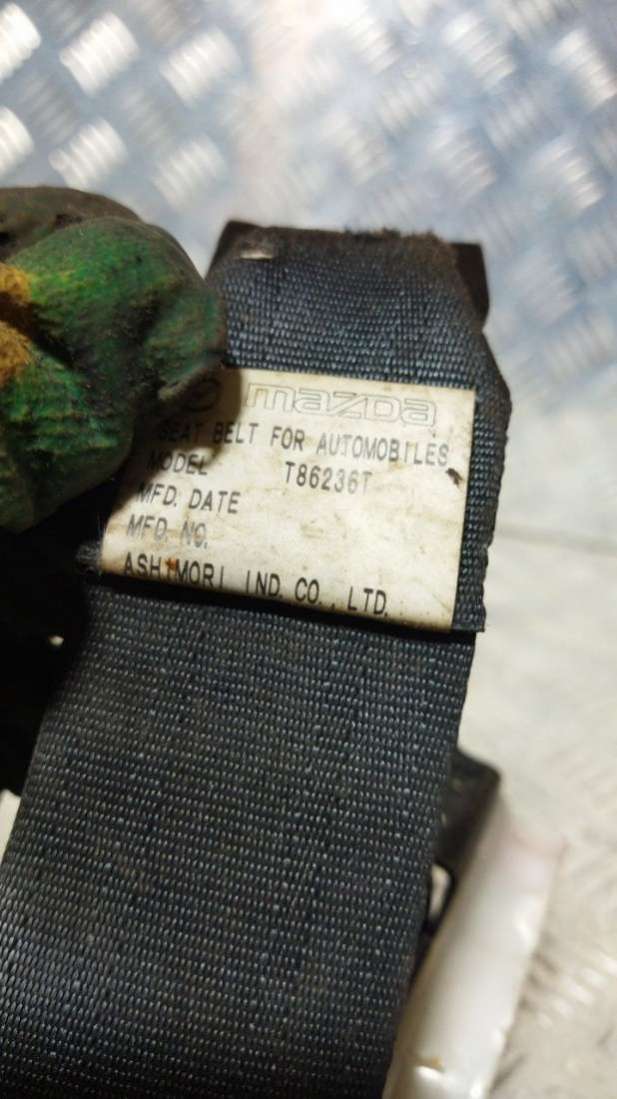 mazda
SEAT BELT FOR AUTOMOBILES
MODEL T86236T
MFD. DATE
MFD. NO.
ASHIMORI IND. CO., LTD.